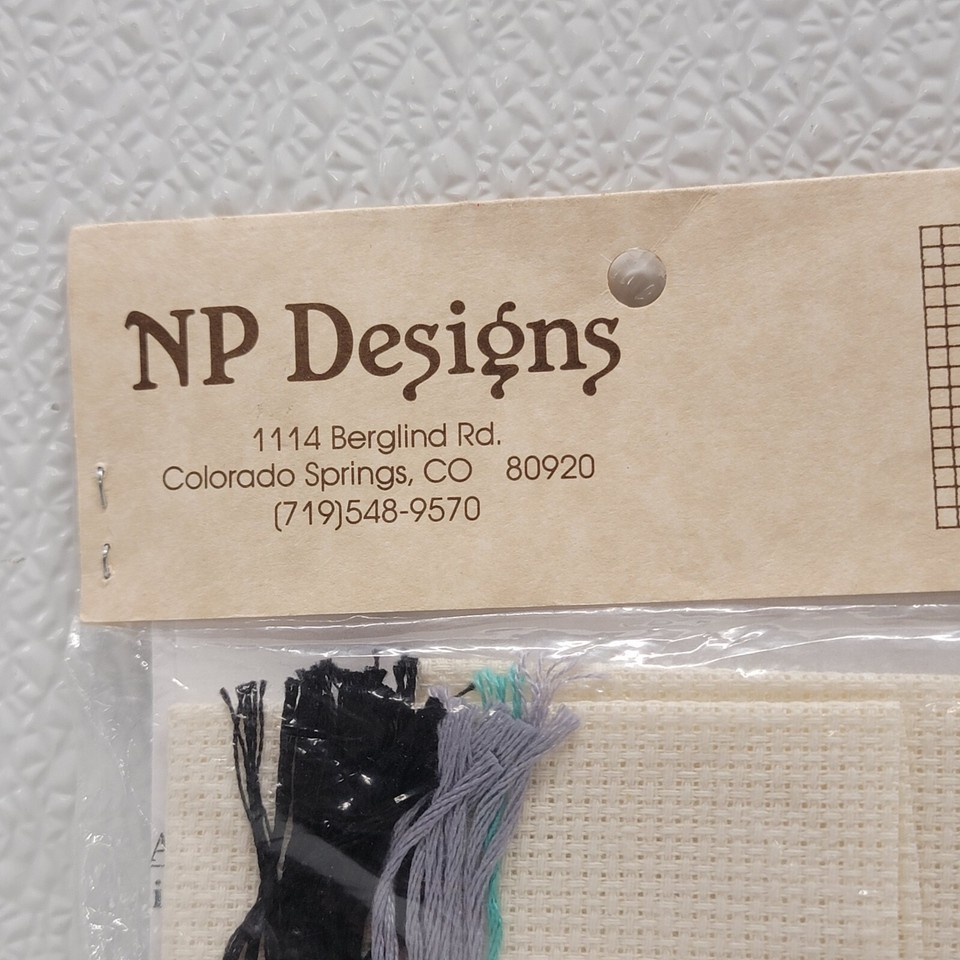 NP Designs
1114 Berglind Rd.
Colorado Springs, CO 80920
(719)548-9570